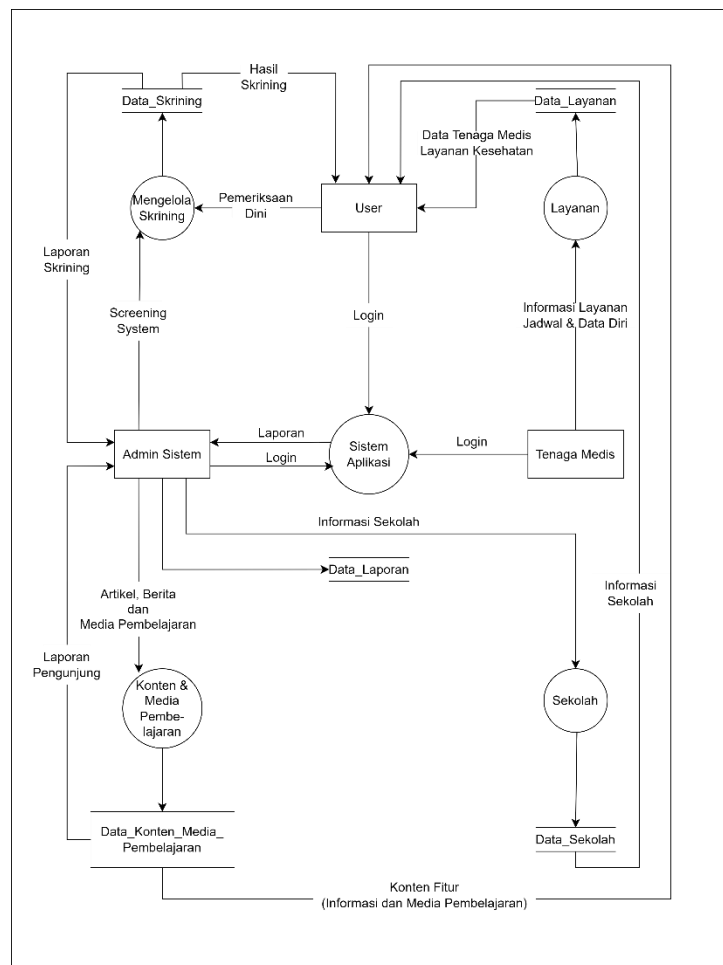 Hasil
Skrining
Data_Skrining
Data_Layanan
Data Tenaga Medis
Layanan Kesehatan
Mengelola
Skrining
Pemeriksaan
Dini
User
Layanan
Laporan
Skrining
Screening
System
Login
Informasi Layanan
Jadwal & Data Diri
Admin Sistem
Laporan
Login
Sistem
Aplikasi
Login
Tenaga Medis
Informasi Sekolah
Data_Laporan
Informasi
Sekolah
Artikel, Berita
dan
Media Pembelajaran
Laporan
Pengunjung
Konten &
Media
Pembe-
lajaran
Sekolah
Data_Konten_Media_
Pembelajaran
Data_Sekolah
Konten Fitur
(Informasi dan Media Pembelajaran)